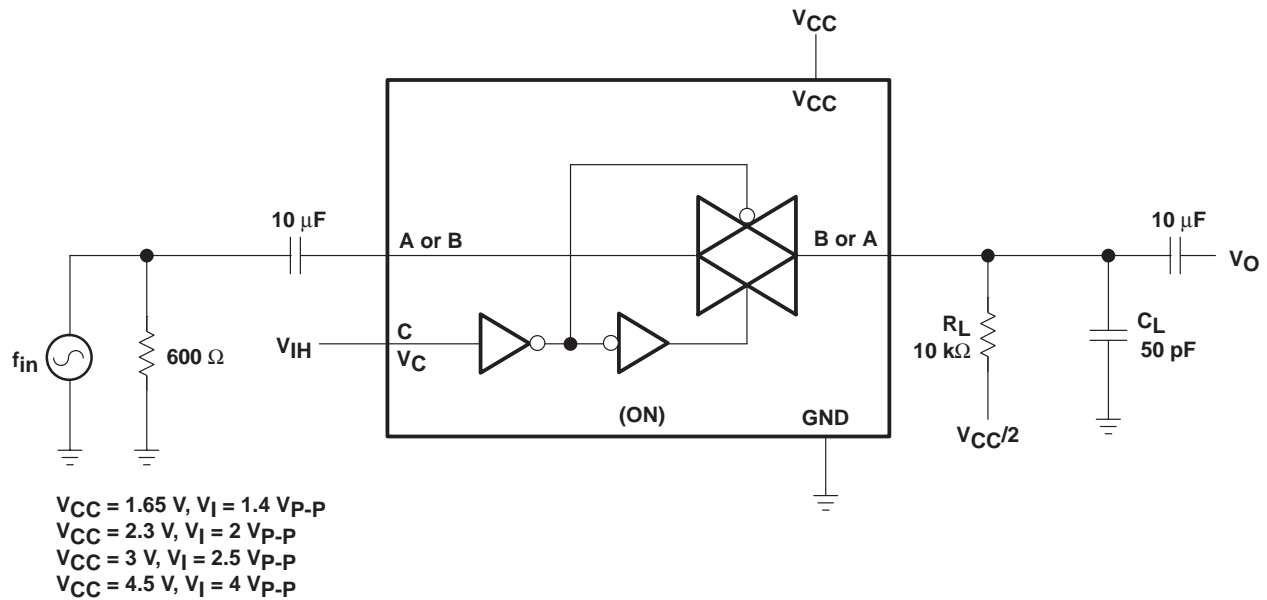 VCC
VCC
10 μF
A or B
B or A
10 μF
VO
fin
600 Ω
VIH
C
VC
RL
10 kΩ
CL
50 pF
(ON)
GND
VCC/2
VCC = 1.65 V, VI = 1.4 VP-P
VCC = 2.3 V, VI = 2 VP-P
VCC = 3 V, VI = 2.5 VP-P
VCC = 4.5 V, VI = 4 VP-P